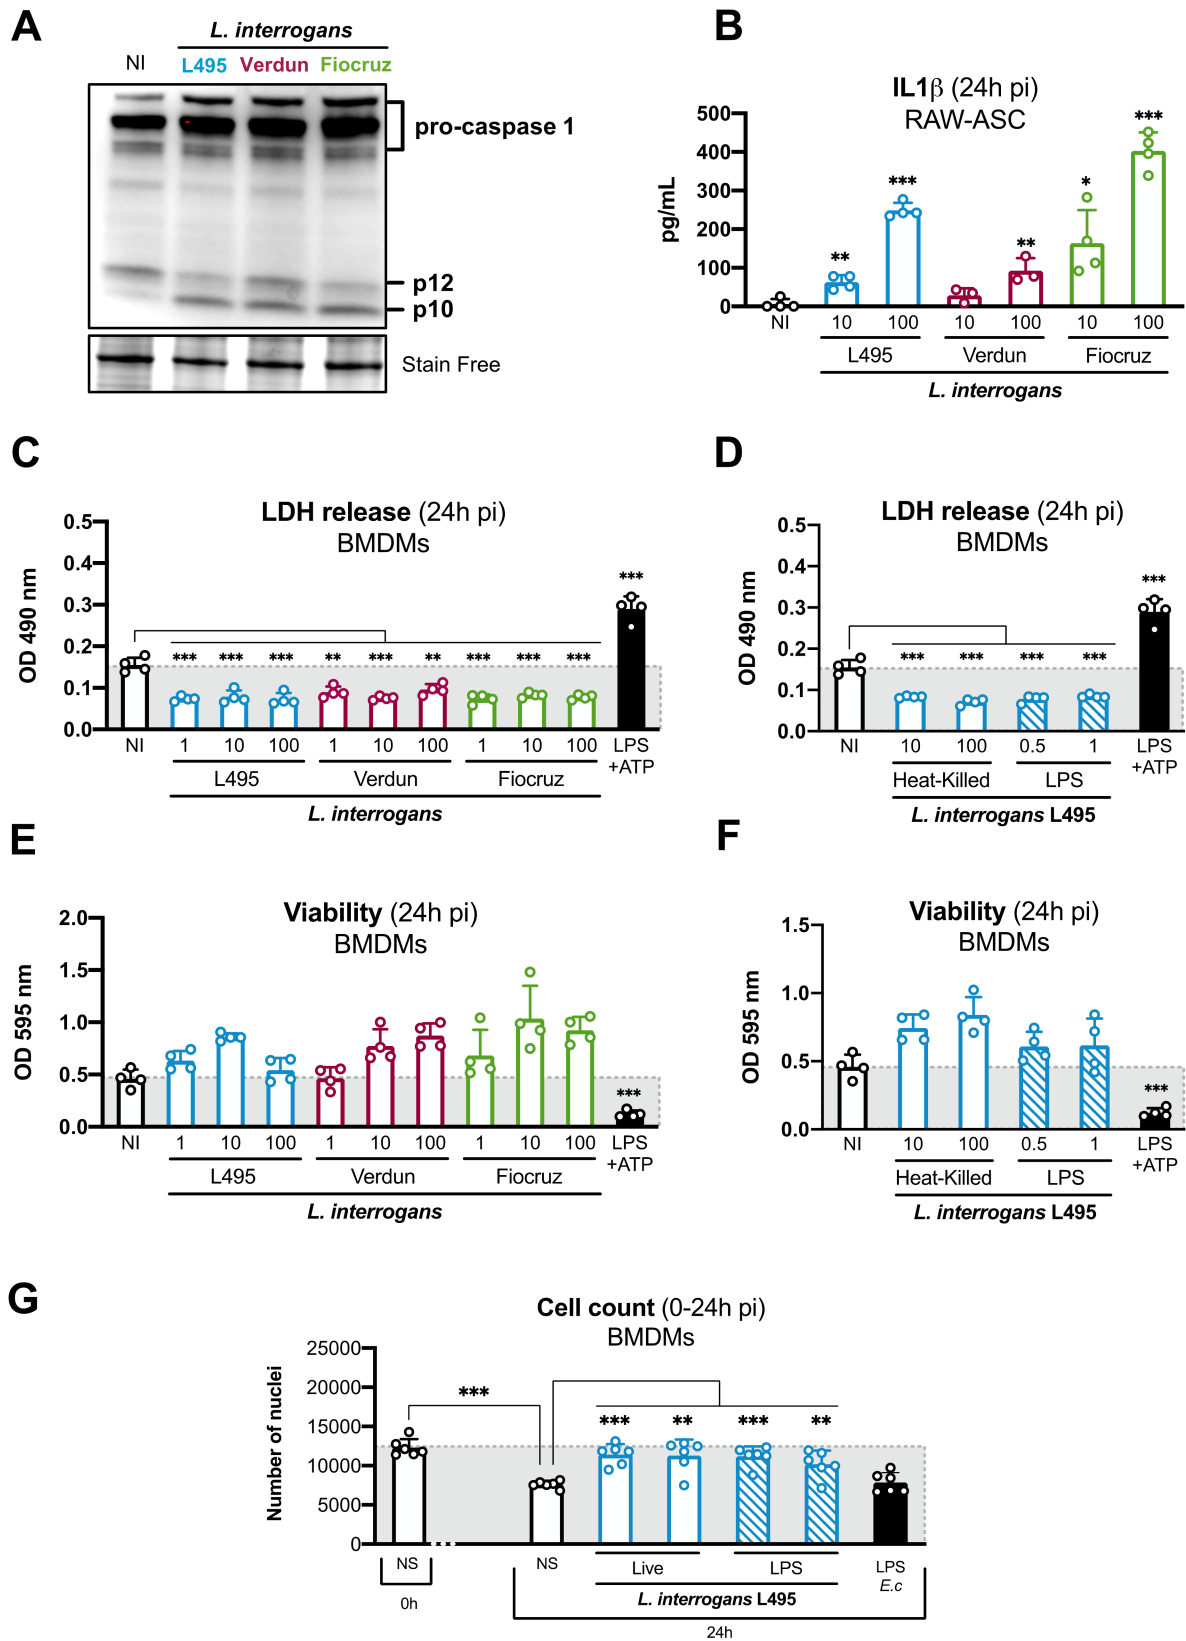 A
L. interrogans
NI L495 Verdun Fiocruz
pro-caspase 1
p12
p10
Stain Free
B
IL1β (24h pi)
RAW-ASC
pg/mL
500
400
300
200
100
0
*** ** *** ** * ***
NI 10 100 10 100 10 100
L495 Verdun Fiocruz
L. interrogans
C
LDH release (24h pi)
BMDMs
OD 490 nm
0.5
0.4
0.3
0.2
0.1
0.0
***
*** *** *** ** *** ** *** *** ***
NI 1 10 100 1 10 100 1 10 100 LPS
+ATP
L495 Verdun Fiocruz
L. interrogans
D
LDH release (24h pi)
BMDMs
OD 490 nm
0.5
0.4
0.3
0.2
0.1
0.0
***
*** *** *** ***
NI 10 100 0.5 1 LPS
+ATP
Heat-Killed LPS
L. interrogans L495
E
Viability (24h pi)
BMDMs
OD 595 nm
2.0
1.5
1.0
0.5
0.0
***
NI 1 10 100 1 10 100 1 10 100 LPS
+ATP
L495 Verdun Fiocruz
L. interrogans
F
Viability (24h pi)
BMDMs
OD 595 nm
1.5
1.0
0.5
0.0
***
NI 10 100 0.5 1 LPS
+ATP
Heat-Killed LPS
L. interrogans L495
G
Cell count (0-24h pi)
BMDMs
Number of nuclei
25000
20000
15000
10000
5000
0
***
*** ** *** **
NS NS Live LPS LPS
E.c
L. interrogans L495
0h
24h